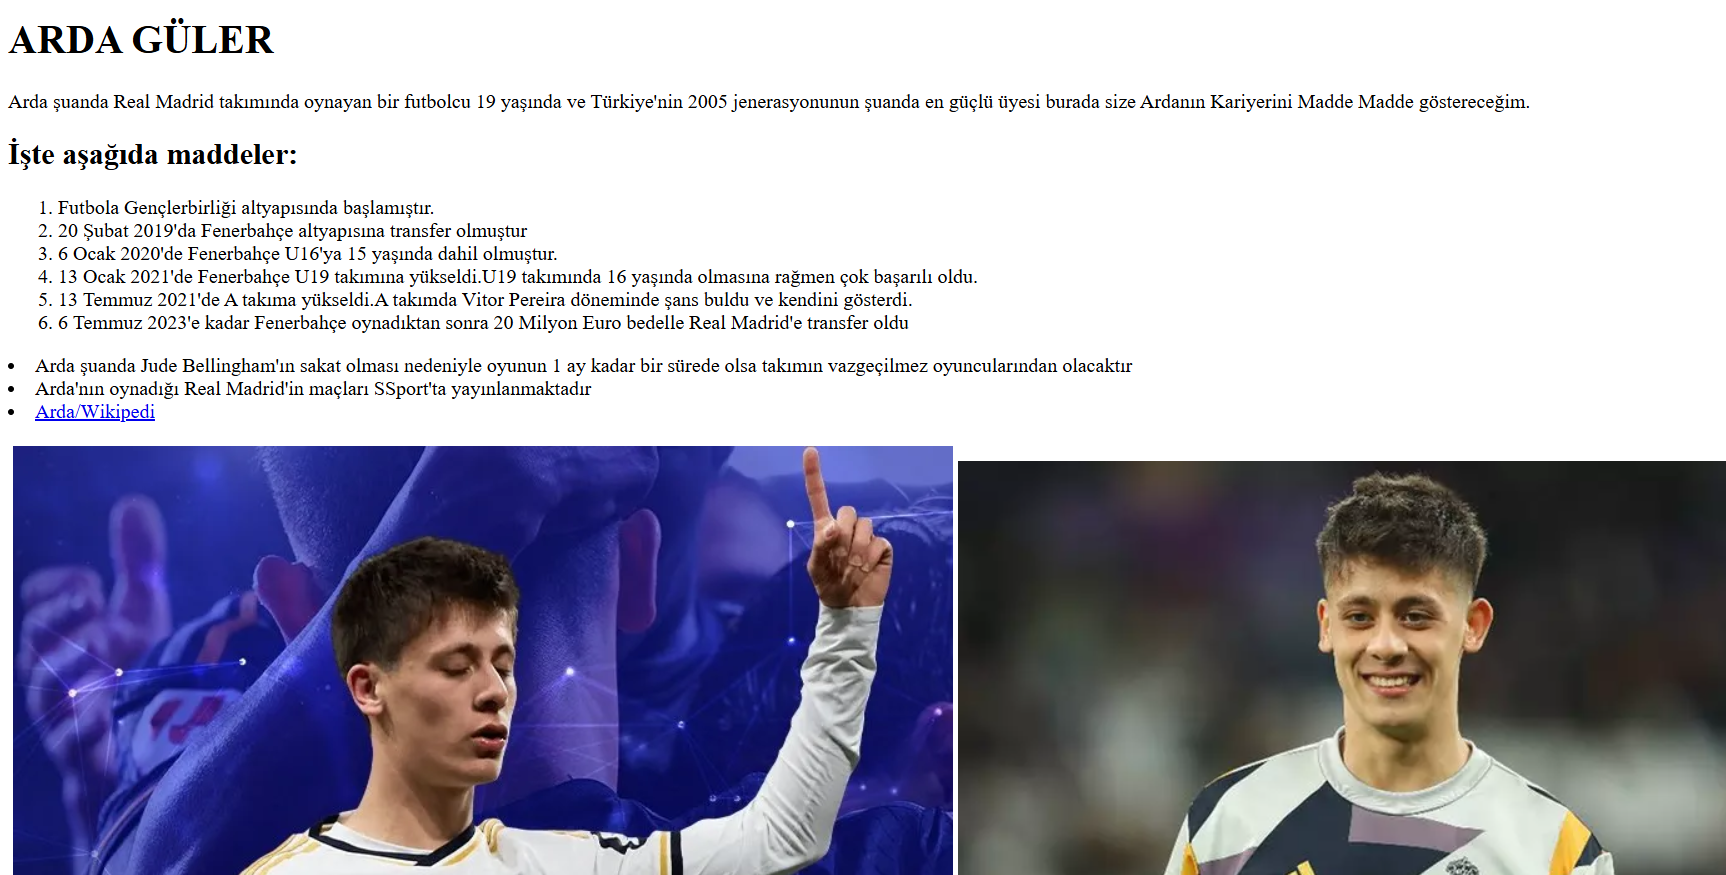 ARDA GÜLER
Arda şuanda Real Madrid takımında oynayan bir futbolcu 19 yaşında ve Türkiye'nin 2005 jenerasyonunun şuanda en güçlü üyesi burada size Ardanın Kariyerini Madde Madde göstereceğim.
İşte aşağıda maddeler:
1. Futbola Gençlerbirliği altyapısında başlamıştır.
2. 20 Şubat 2019'da Fenerbahçe altyapısına transfer olmuştur
3. 6 Ocak 2020'de Fenerbahçe U16'ya 15 yaşında dahil olmuştur.
4. 13 Ocak 2021'de Fenerbahçe U19 takımına yükseldi.U19 takımında 16 yaşında olmasına rağmen çok başarılı oldu.
5. 13 Temmuz 2021'de A takıma yükseldi.A takımda Vitor Pereira döneminde şans buldu ve kendini gösterdi.
6. 6 Temmuz 2023'e kadar Fenerbahçe oynadıktan sonra 20 Milyon Euro bedelle Real Madrid'e transfer oldu
• Arda şuanda Jude Bellingham'ın sakat olması nedeniyle oyunun 1 ay kadar bir sürede olsa takımın vazgeçilmez oyuncularından olacaktır
• Arda'nın oynadığı Real Madrid'in maçları SSport'ta yayınlanmaktadır
• Arda/Wikipedi